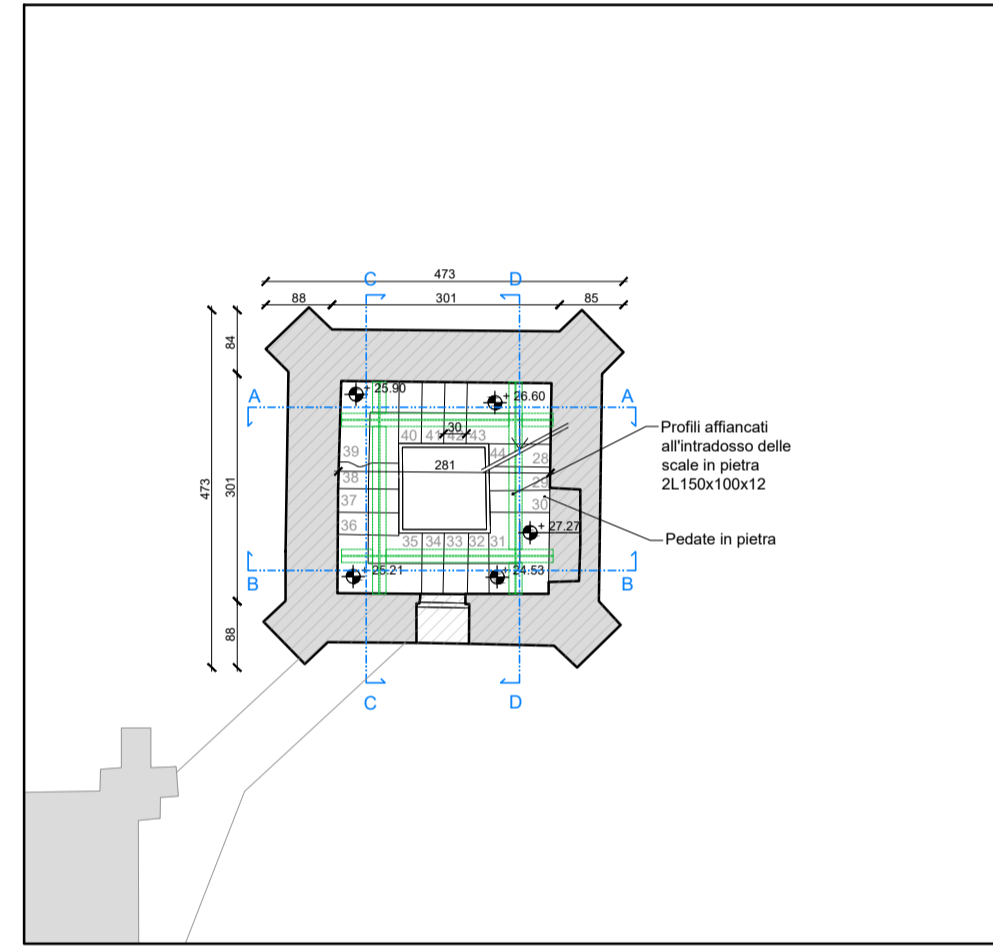 C
473
D
88
301
85
84
A
+ 25.90
+ 26.60
A
30
40
41
42
43
Profili affiancati
all'intradosso delle
scale in pietra
2L150x100x12
39
44
28
281
38
29
473
301
37
30
36
+ 27.27
Pedate in pietra
35
34
33
32
31
B
+ 25.21
+ 24.53
B
88
C
D